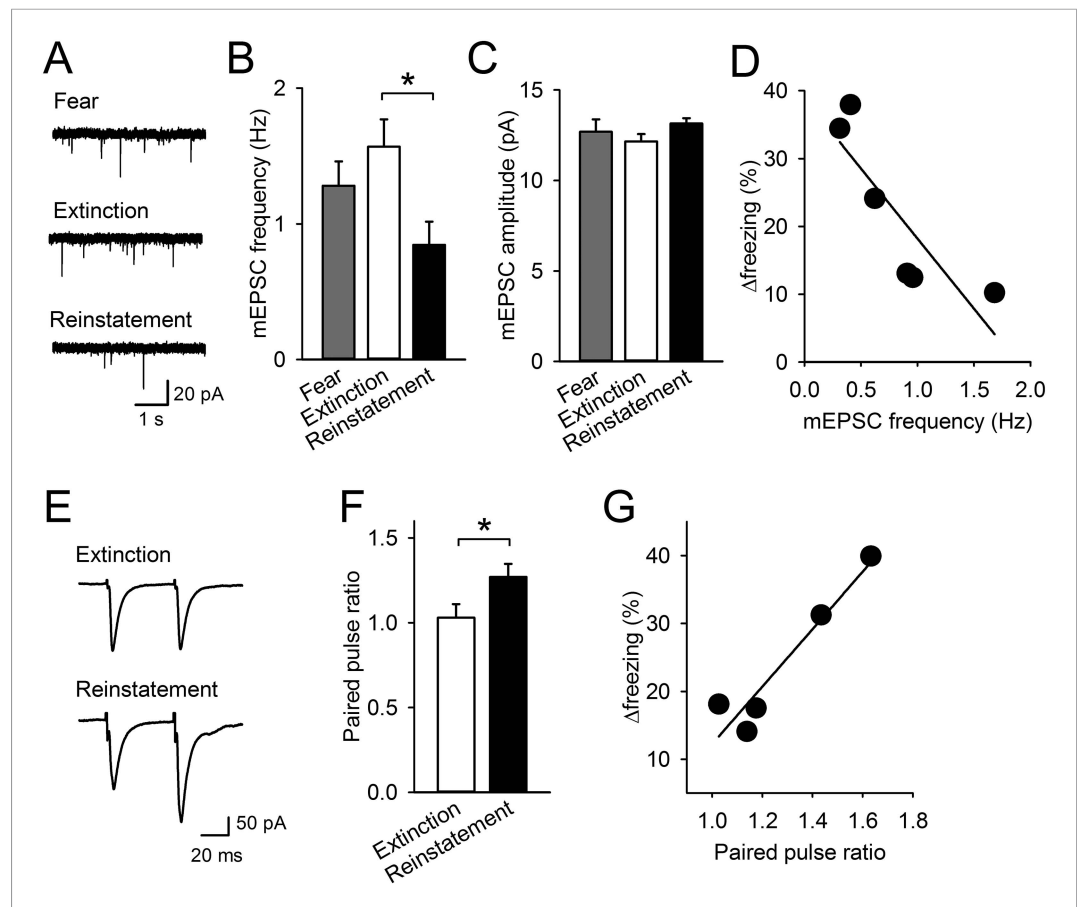 A
Fear
Extinction
Reinstatement
20 pA
1 s
B
*
mEPSC frequency (Hz)
2
1
0
Fear
Extinction
Reinstatement
C
mEPSC amplitude (pA)
15
10
5
0
Fear
Extinction
Reinstatement
D
Δfreezing (%)
40
30
20
10
0
0.0 0.5 1.0 1.5 2.0
mEPSC frequency (Hz)
E
Extinction
Reinstatement
50 pA
20 ms
F
*
Paired pulse ratio
1.5
1.0
0.5
0.0
Extinction
Reinstatement
G
Δfreezing (%)
40
30
20
10
1.0 1.2 1.4 1.6 1.8
Paired pulse ratio